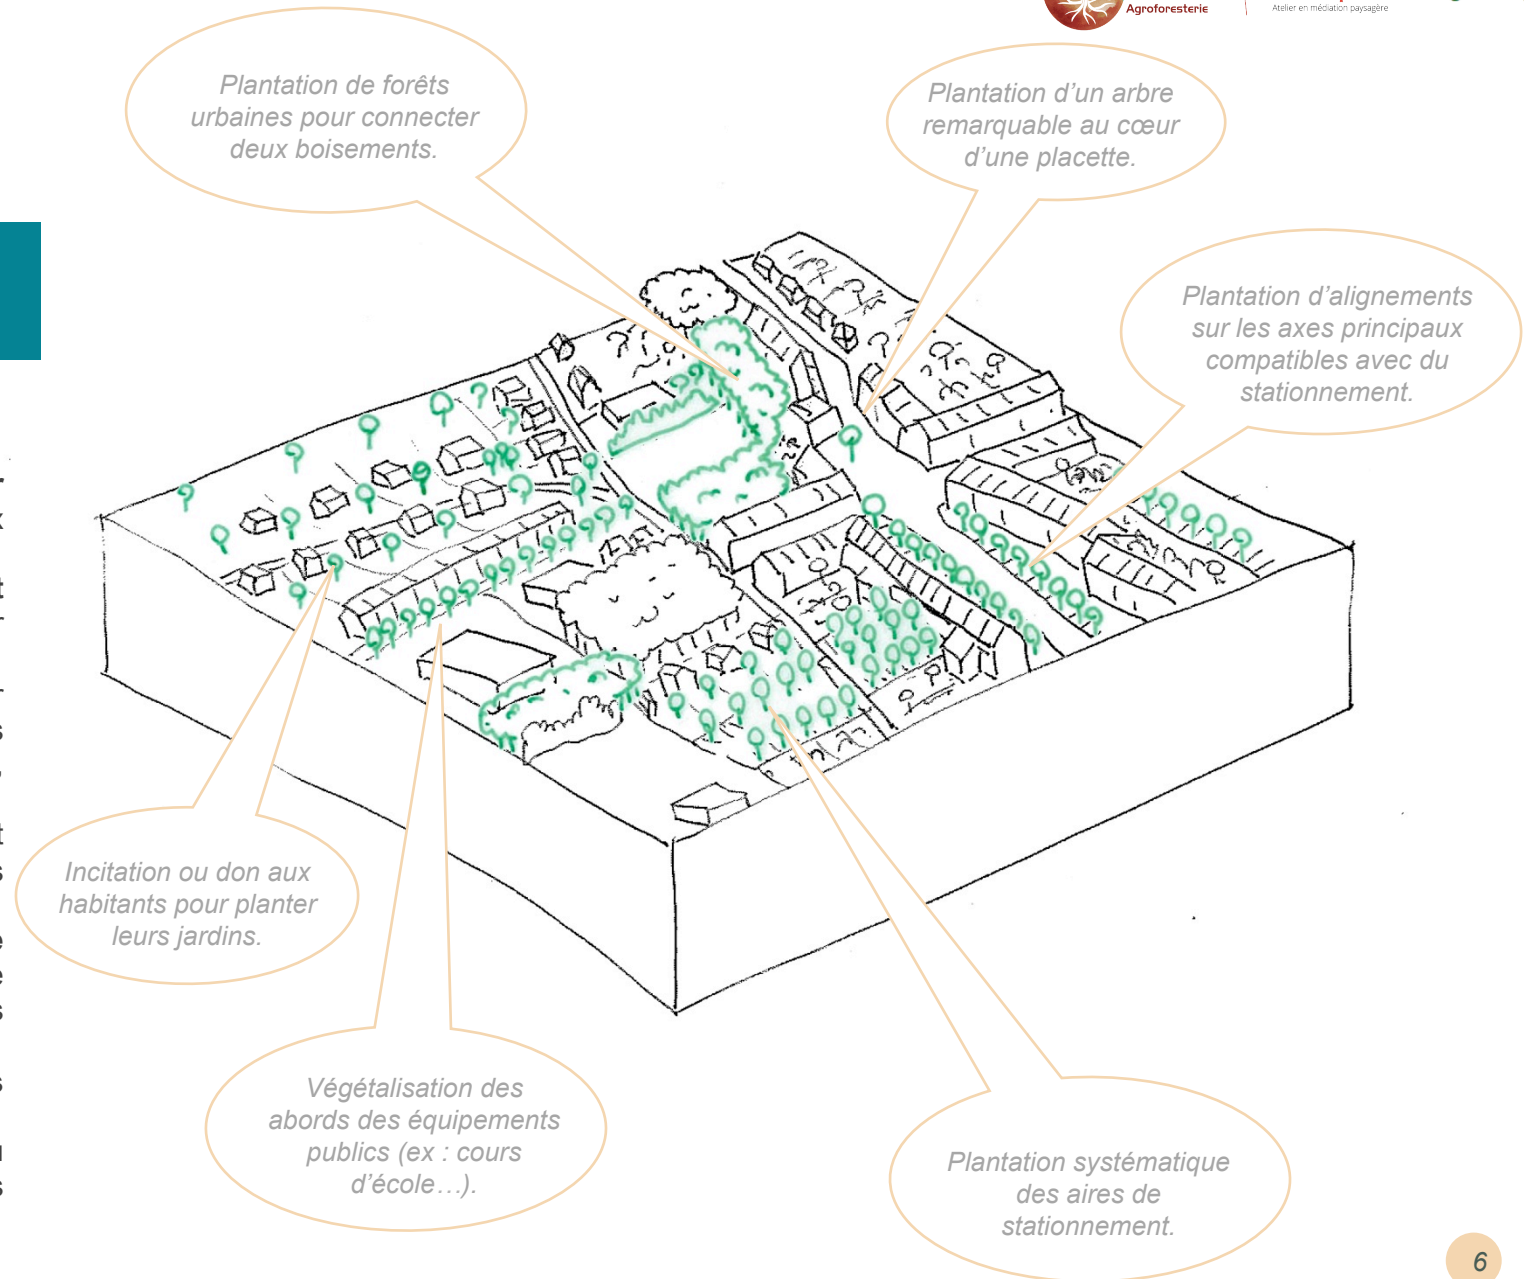 Agroforesterie
Atelier en médiation paysagère
Plantation de forêts
urbaines pour connecter
deux boisements.
Plantation d'un arbre
remarquable au cœur
d'une placette.
Plantation d'alignements
sur les axes principaux
compatibles avec du
stationnement.
Incitation ou don aux
habitants pour planter
leurs jardins.
Végétalisation des
abords des équipements
publics (ex : cours
d'école…).
Plantation systématique
des aires de
stationnement.
6